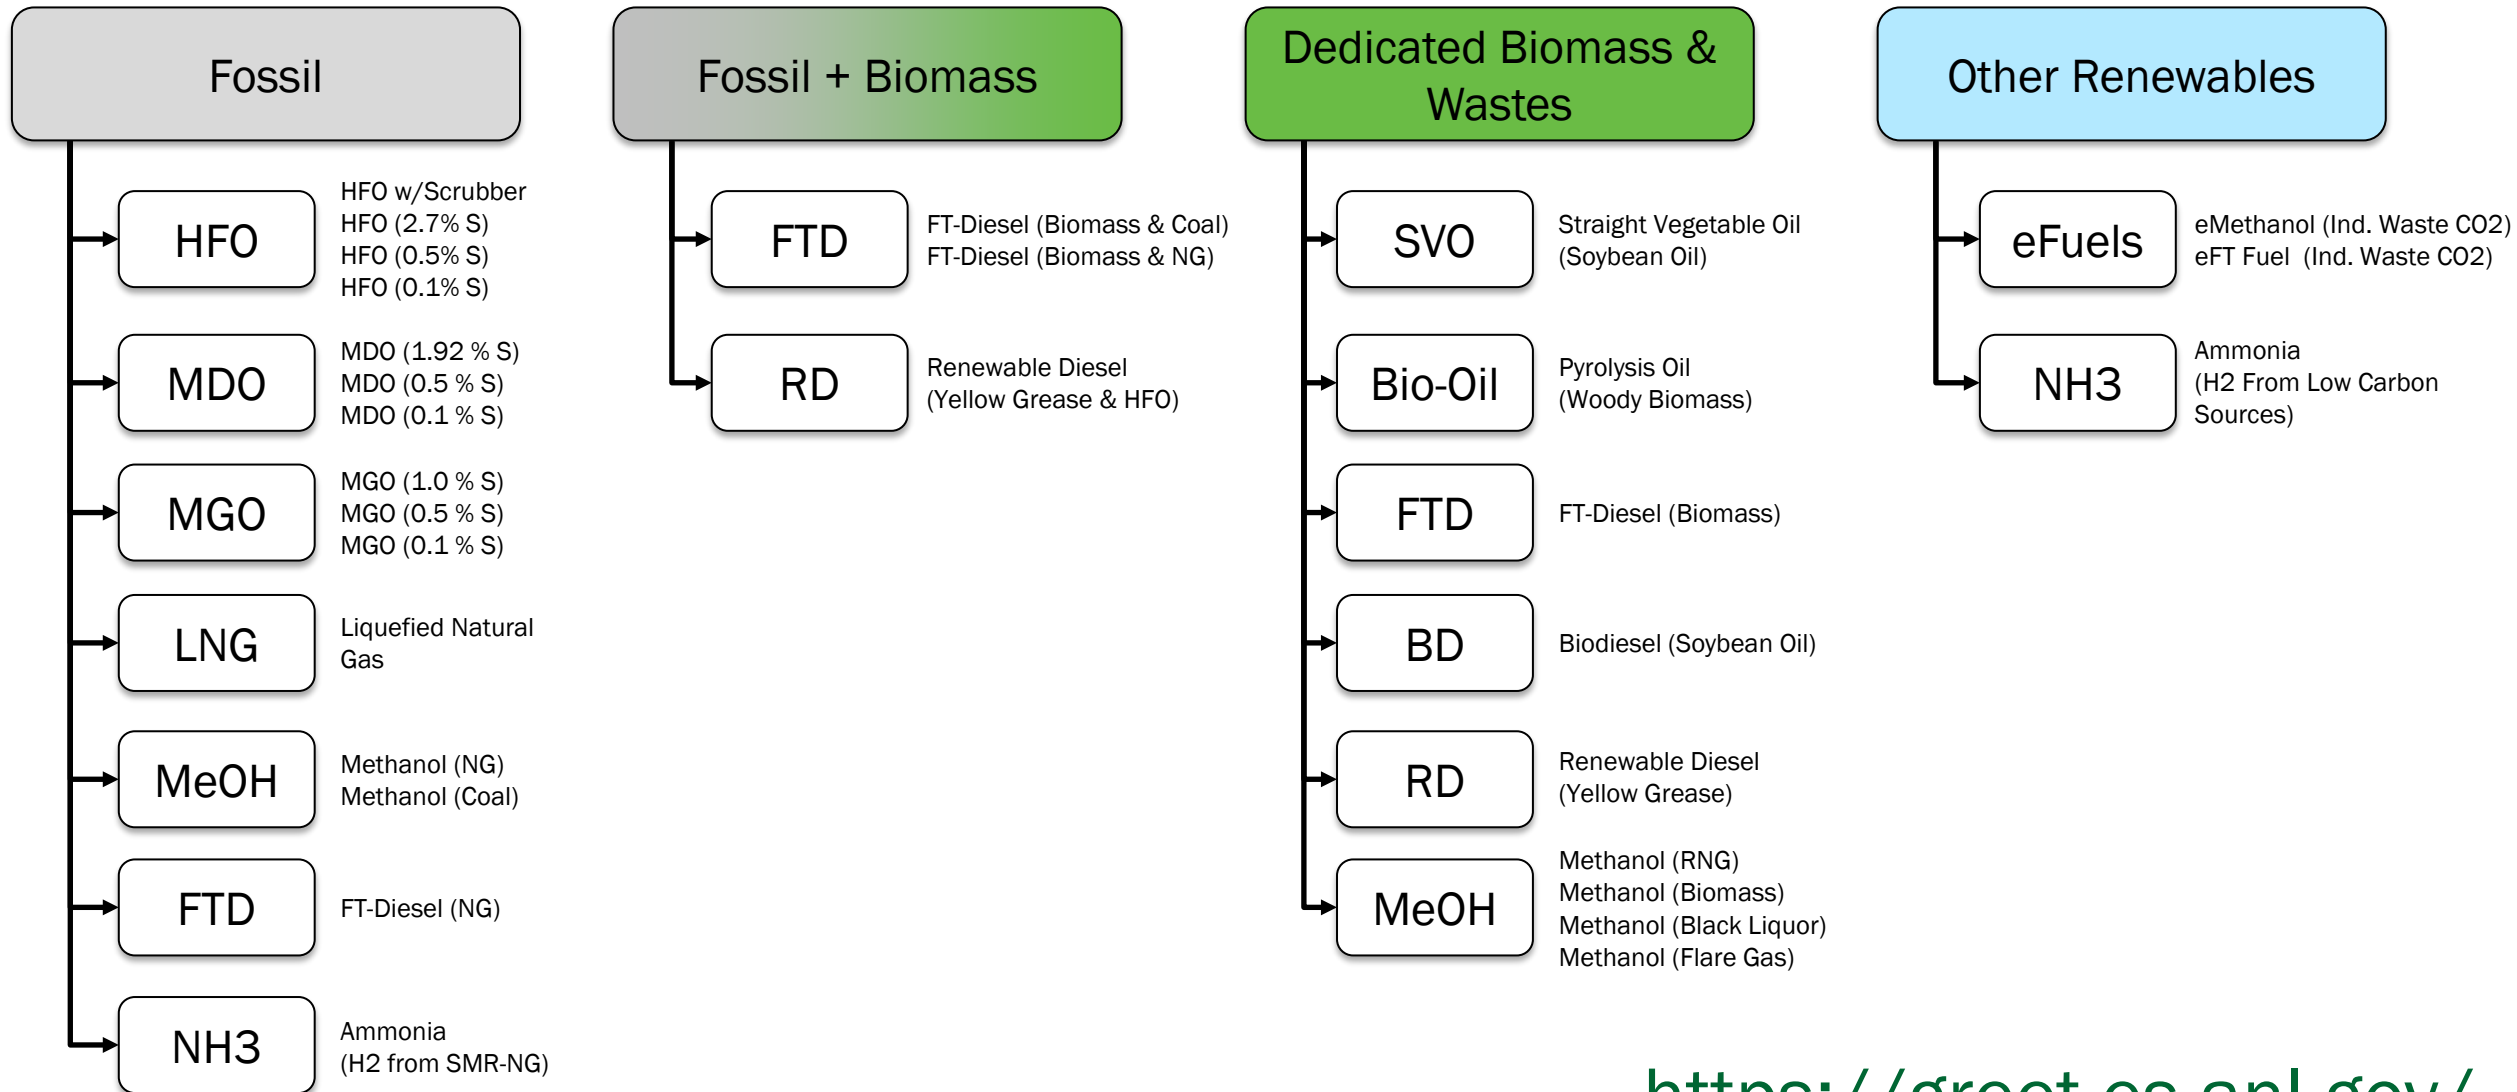 Fossil
HFO
HFO w/Scrubber
HFO (2.7% S)
HFO (0.5% S)
HFO (0.1% S)
MDO
MDO (1.92 % S)
MDO (0.5 % S)
MDO (0.1 % S)
MGO
MGO (1.0 % S)
MGO (0.5 % S)
MGO (0.1 % S)
LNG
Liquefied Natural
Gas
MeOH
Methanol (NG)
Methanol (Coal)
FTD
FT-Diesel (NG)
NH3
Ammonia
(H2 from SMR-NG)
Fossil + Biomass
FTD
FT-Diesel (Biomass & Coal)
FT-Diesel (Biomass & NG)
RD
Renewable Diesel
(Yellow Grease & HFO)
Dedicated Biomass &
Wastes
SVO
Straight Vegetable Oil
(Soybean Oil)
Bio-Oil
Pyrolysis Oil
(Woody Biomass)
FTD
FT-Diesel (Biomass)
BD
Biodiesel (Soybean Oil)
RD
Renewable Diesel
(Yellow Grease)
MeOH
Methanol (RNG)
Methanol (Biomass)
Methanol (Black Liquor)
Methanol (Flare Gas)
Other Renewables
eFuels
eMethanol (Ind. Waste CO2)
eFT Fuel  (Ind. Waste CO2)
NH3
Ammonia
(H2 From Low Carbon
Sources)
https://greet.es.anl.gov/